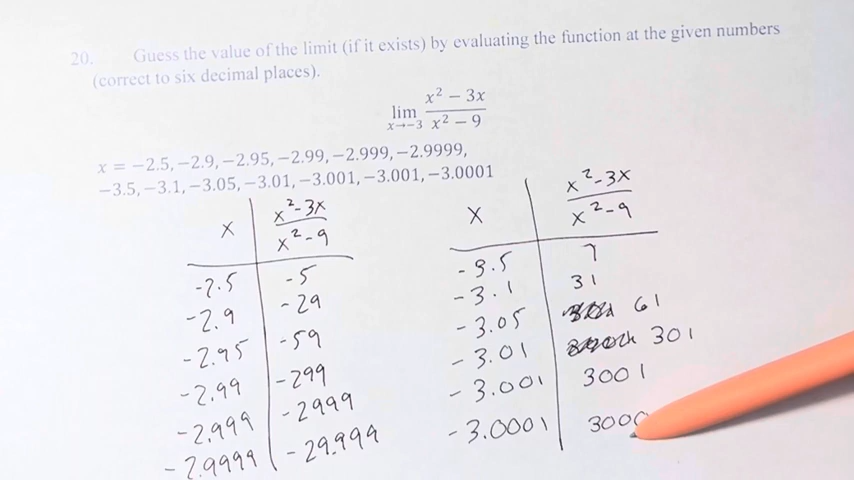 20. Guess the value of the limit (if it exists) by evaluating the function at the given numbers
(correct to six decimal places).
lim x→−3 (x² − 3x)/(x² − 9)
x = −2.5, −2.9, −2.95, −2.99, −2.999, −2.9999,
−3.5, −3.1, −3.05, −3.01, −3.001, −3.001, −3.0001
x | (x²-3x)/(x²-9)
-2.5 | -5
-2.9 | -29
-2.95 | -59
-2.99 | -299
-2.999 | -2999
-2.9999 | -29.999
x | (x²-3x)/(x²-9)
-3.5 | 7
-3.1 | 31
-3.05 | 61
-3.01 | 301
-3.001 | 3001
-3.0001 | 3000